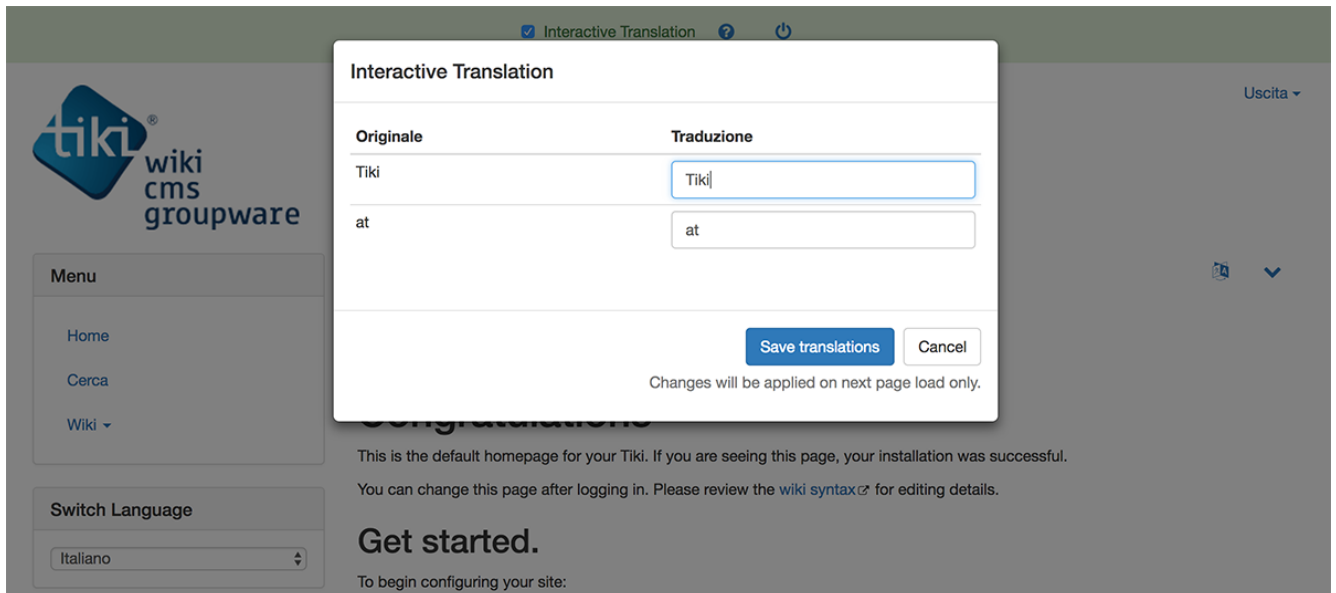 Interactive Translation
Interactive Translation
Uscita
Originale Traduzione
Tiki Tiki
at at
tiki®
wiki
cms
groupware
Menu
Home
Cerca
Wiki
Save translations Cancel
Changes will be applied on next page load only.
Congratulations
This is the default homepage for your Tiki. If you are seeing this page, your installation was successful.
You can change this page after logging in. Please review the wiki syntax for editing details.
Switch Language
Italiano
Get started.
To begin configuring your site: